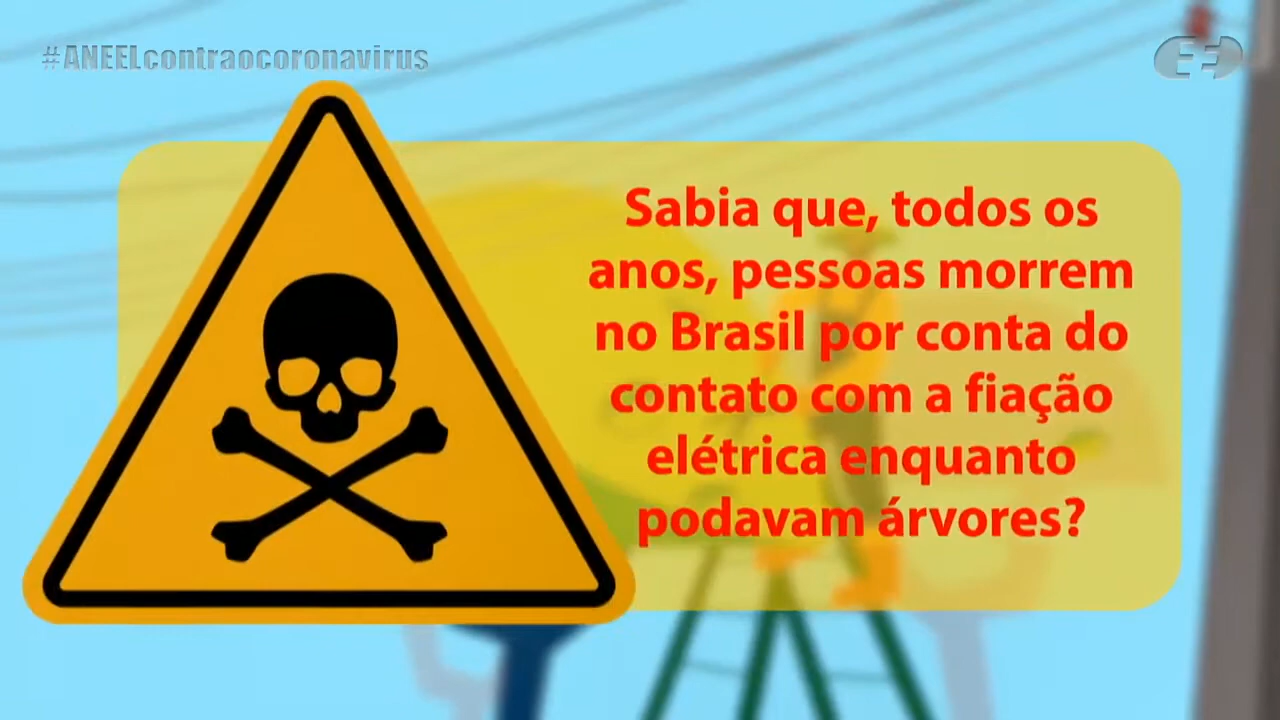 #ANEELcontraocoronavirus
Sabia que, todos os
anos, pessoas morrem
no Brasil por conta do
contato com a fiação
elétrica enquanto
podavam árvores?